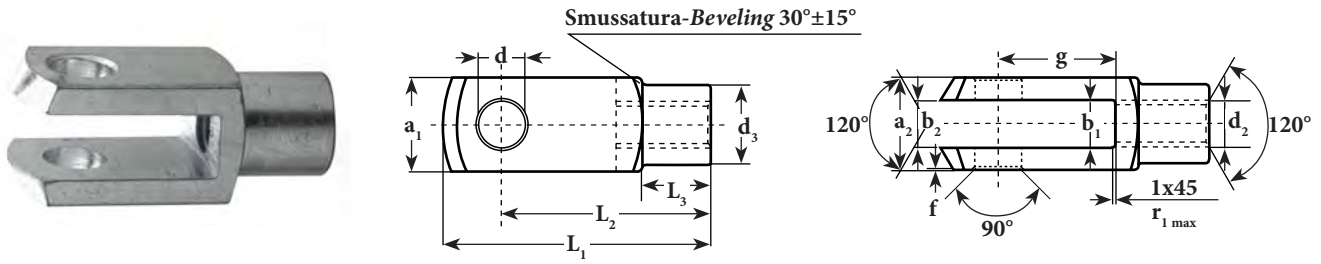 Smussatura-Beveling 30°±15°
d
a₁
d₃
L₃
L₂
L₁
g
120°
a₂
b₂
b₁
d₂
120°
f
90°
1x45
r₁ max